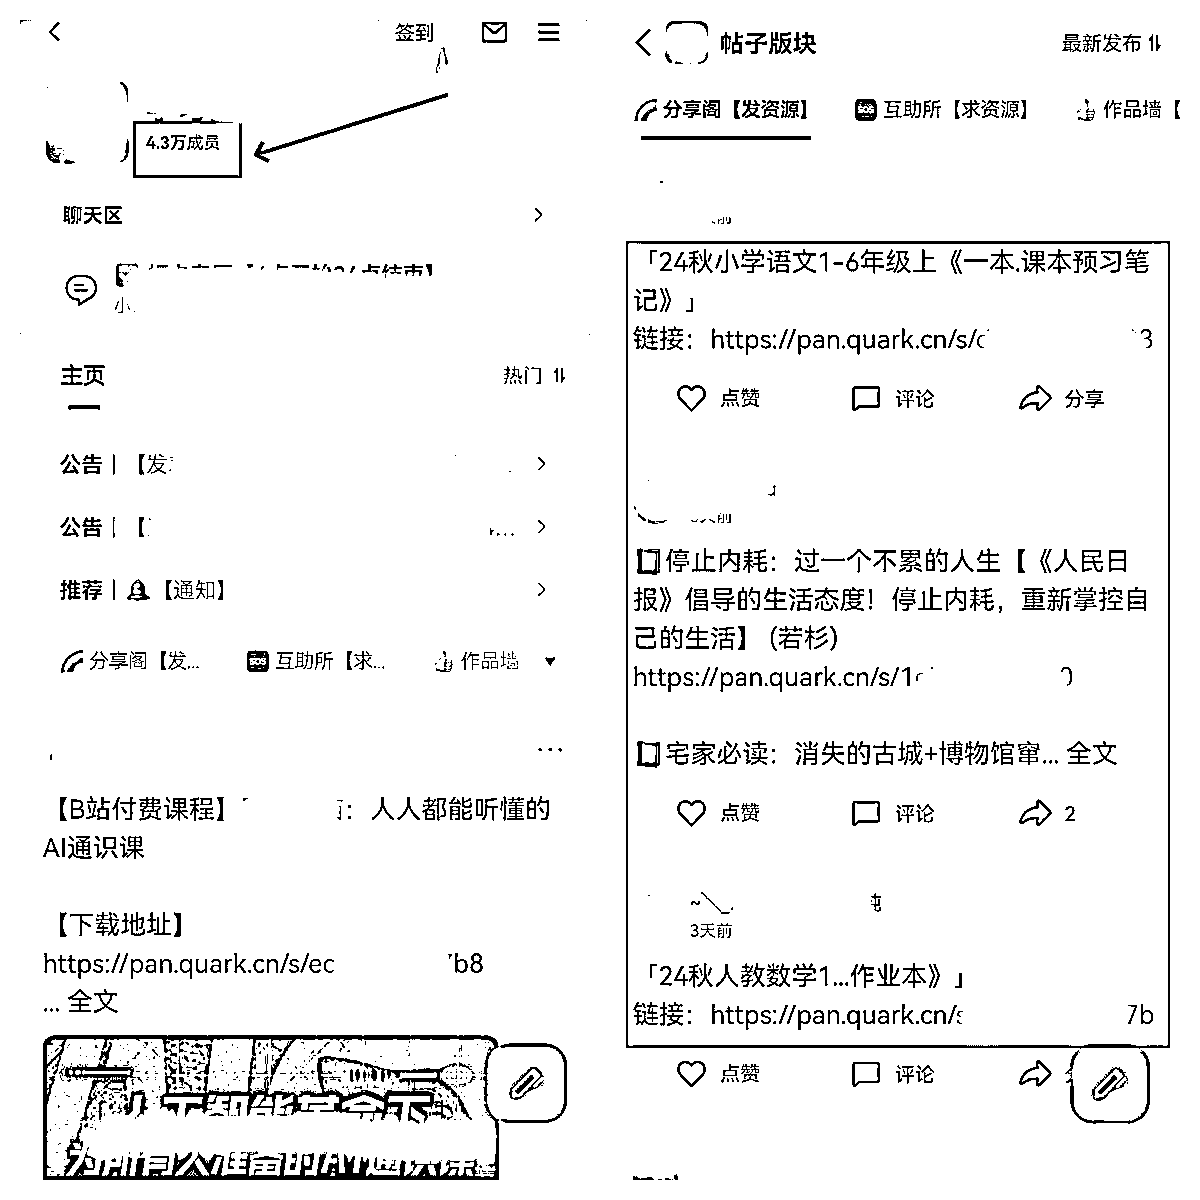 签到
4.3万成员
聊天区
小
主页
热门
公告 | 【发
公告 | 【
推荐 | 【通知】
分享阁【发...
互助所【求...
作品墙
【B站付费课程】 ：人人都能听懂的
AI通识课
【下载地址】
https://pan.quark.cn/s/ec 7b8
... 全文
帖子版块
最新发布
分享阁【发资源】
互助所【求资源】
作品墙【
「24秋小学语文1-6年级上《一本.课本预习笔
记》」
链接：https://pan.quark.cn/s/ 3
点赞
评论
分享
停止内耗：过一个不累的人生【《人民日
报》倡导的生活态度！停止内耗，重新掌控自
己的生活】 (若杉)
https://pan.quark.cn/s/1
宅家必读：消失的古城+博物馆窜... 全文
点赞
评论
2
3天前
「24秋人教数学1...作业本》」
链接：https://pan.quark.cn/s 7b
点赞
评论